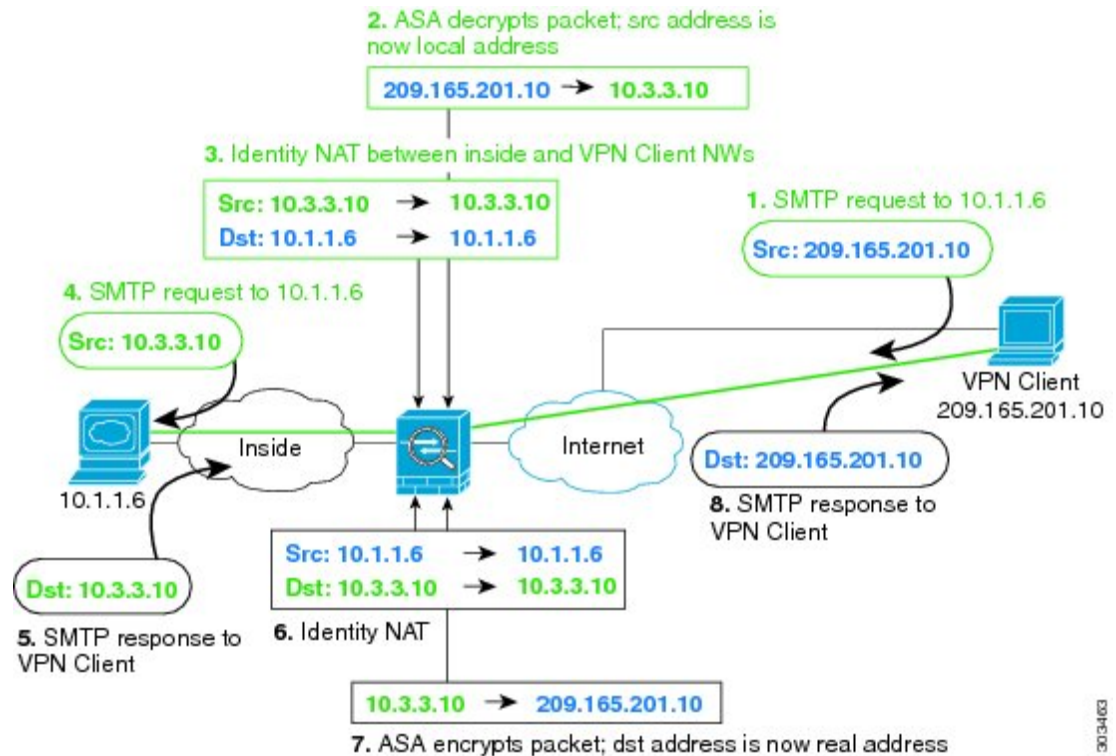 2. ASA decrypts packet; src address is
now local address
209.165.201.10 → 10.3.3.10
3. Identity NAT between inside and VPN Client NWs
Src: 10.3.3.10 → 10.3.3.10
Dst: 10.1.1.6 → 10.1.1.6
1. SMTP request to 10.1.1.6
Src: 209.165.201.10
4. SMTP request to 10.1.1.6
Src: 10.3.3.10
VPN Client
209.165.201.10
Inside
Internet
10.1.1.6
Dst: 209.165.201.10
8. SMTP response to
VPN Client
Src: 10.1.1.6 → 10.1.1.6
Dst: 10.3.3.10 → 10.3.3.10
Dst: 10.3.3.10
6. Identity NAT
5. SMTP response to
VPN Client
10.3.3.10 → 209.165.201.10
7. ASA encrypts packet; dst address is now real address
303463